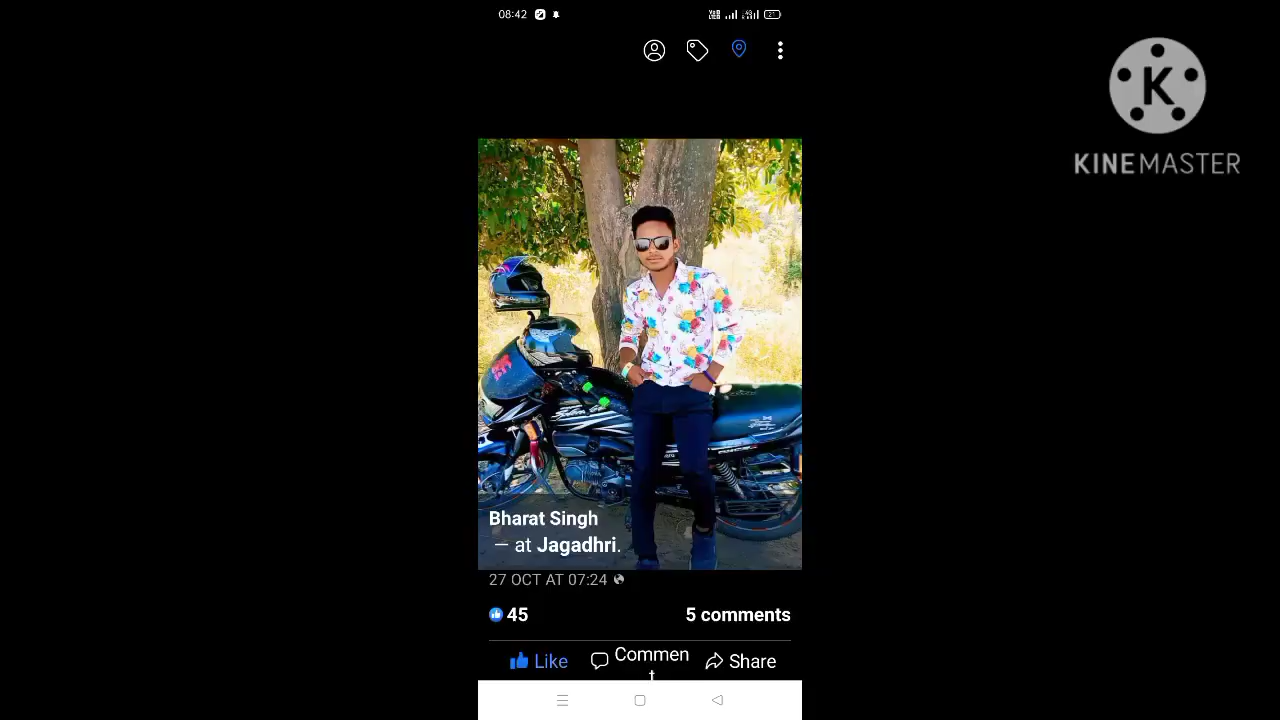 08:42
KINEMASTER
Bharat Singh
— at Jagadhri.
27 OCT AT 07:24
45
5 comments
Like
Commen
t
Share